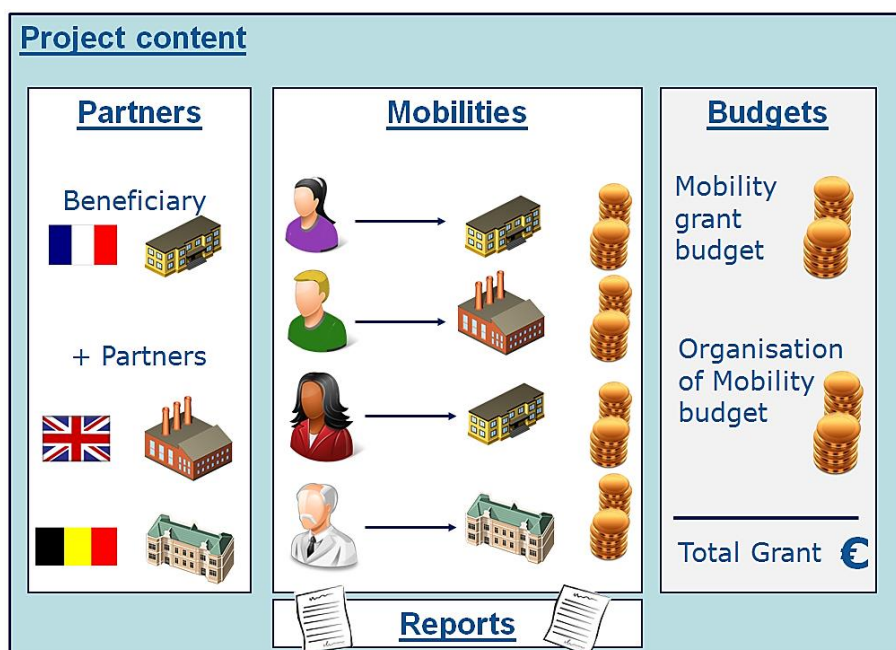 Project content
Partners
Beneficiary
+ Partners
Mobilities
Budgets
Mobility
grant
budget
Organisation
of Mobility
budget
Total Grant €
Reports